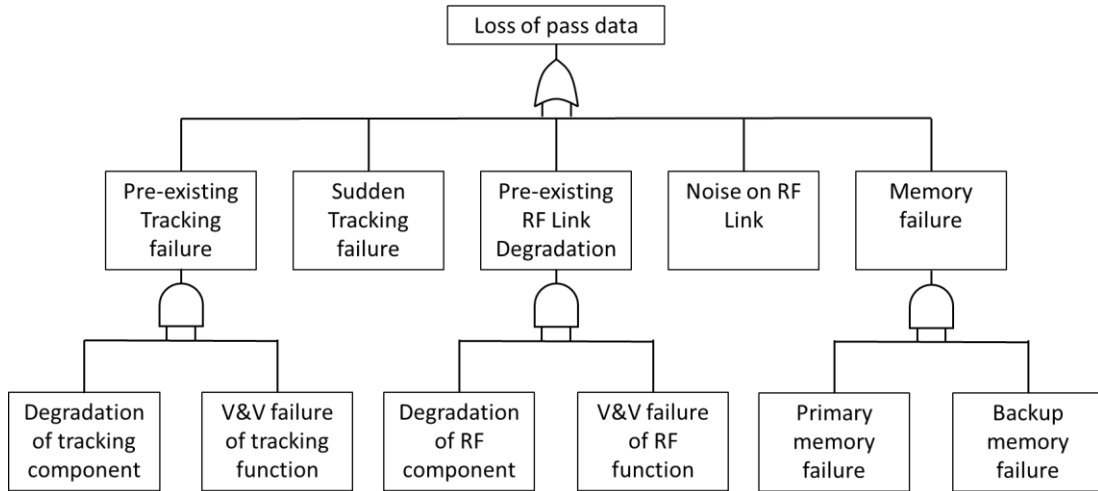 Loss of pass data
Pre-existing
Tracking
failure
Sudden
Tracking
failure
Pre-existing
RF Link
Degradation
Noise on RF
Link
Memory
failure
Degradation
of tracking
component
V&V failure
of tracking
function
Degradation
of RF
component
V&V failure
of RF
function
Primary
memory
failure
Backup
memory
failure